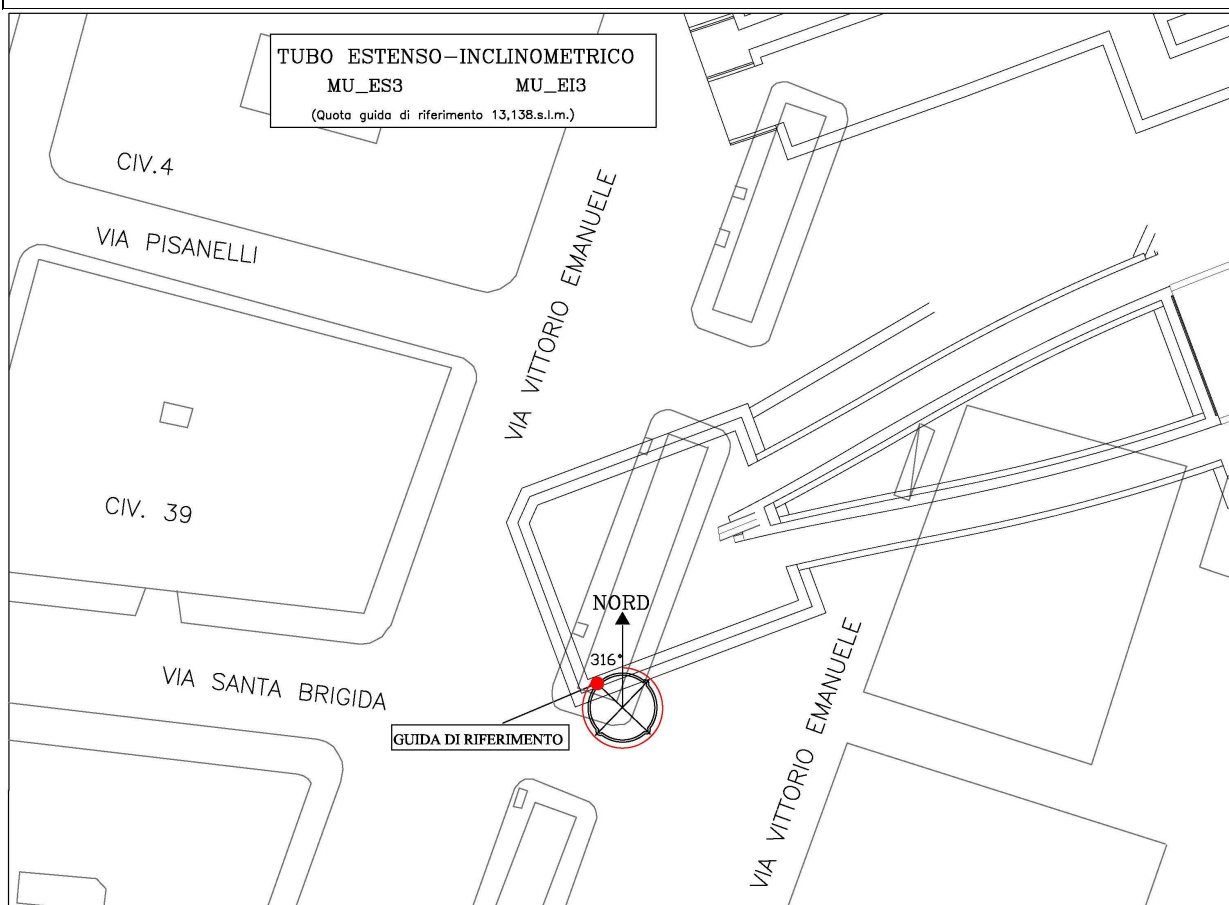 TUBO ESTENSO-INCLINOMETRICO
MU_ES3 MU_EI3
(Quota guida di riferimento 13,138.s.l.m.)
CIV.4
VIA PISANELLI
VIA VITTORIO EMANUELE
CIV. 39
NORD
316°
VIA SANTA BRIGIDA
GUIDA DI RIFERIMENTO
VIA VITTORIO EMANUELE